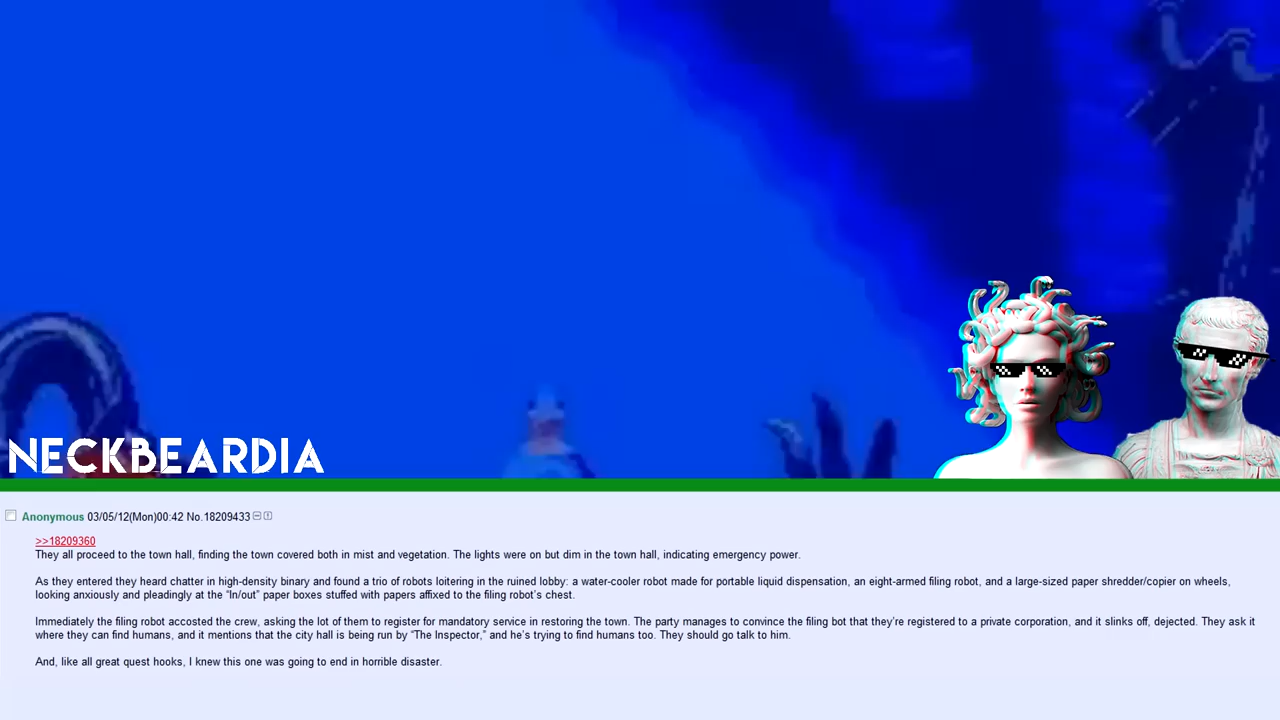 NECKBEARDIA
Anonymous 03/05/12(Mon)00:42 No.18209433
>>18209360
They all proceed to the town hall, finding the town covered both in mist and vegetation. The lights were on but dim in the town hall, indicating emergency power.
As they entered they heard chatter in high-density binary and found a trio of robots loitering in the ruined lobby: a water-cooler robot made for portable liquid dispensation, an eight-armed filing robot, and a large-sized paper shredder/copier on wheels,
looking anxiously and pleadingly at the “In/out” paper boxes stuffed with papers affixed to the filing robot’s chest.
Immediately the filing robot accosted the crew, asking the lot of them to register for mandatory service in restoring the town. The party manages to convince the filing bot that they’re registered to a private corporation, and it slinks off, dejected. They ask it
where they can find humans, and it mentions that the city hall is being run by “The Inspector,” and he’s trying to find humans too. They should go talk to him.
And, like all great quest hooks, I knew this one was going to end in horrible disaster.